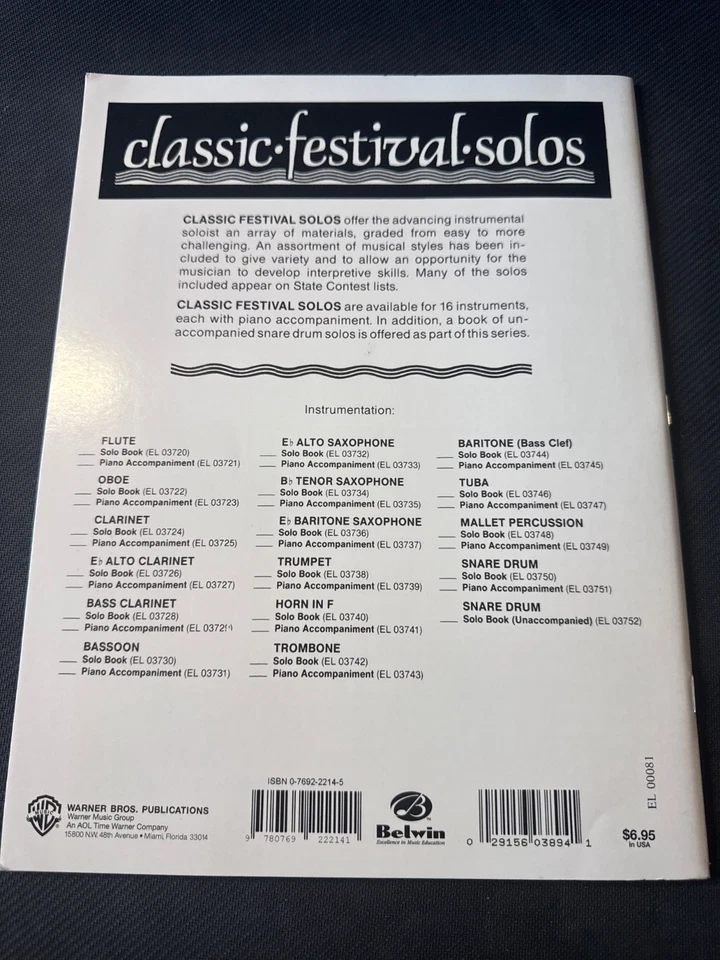 classic·festival·solos
CLASSIC FESTIVAL SOLOS offer the advancing instrumental
soloist an array of materials, graded from easy to more
challenging. An assortment of musical styles has been in-
cluded to give variety and to allow an opportunity for the
musician to develop interpretive skills. Many of the solos
included appear on State Contest lists.
CLASSIC FESTIVAL SOLOS are available for 16 instruments,
each with piano accompaniment. In addition, a book of un-
accompanied snare drum solos is offered as part of this series.
Instrumentation:
FLUTE
Solo Book (EL 03720)
Piano Accompaniment (EL 03721)
OBOE
Solo Book (EL 03722)
Piano Accompaniment (EL 03723)
CLARINET
Solo Book (EL 03724)
Piano Accompaniment (EL 03725)
E♭ ALTO CLARINET
Solo Book (EL 03726)
Piano Accompaniment (EL 03727)
BASS CLARINET
Solo Book (EL 03728)
Piano Accompaniment (EL 03729)
BASSOON
Solo Book (EL 03730)
Piano Accompaniment (EL 03731)
E♭ ALTO SAXOPHONE
Solo Book (EL 03732)
Piano Accompaniment (EL 03733)
B♭ TENOR SAXOPHONE
Solo Book (EL 03734)
Piano Accompaniment (EL 03735)
E♭ BARITONE SAXOPHONE
Solo Book (EL 03736)
Piano Accompaniment (EL 03737)
TRUMPET
Solo Book (EL 03738)
Piano Accompaniment (EL 03739)
HORN IN F
Solo Book (EL 03740)
Piano Accompaniment (EL 03741)
TROMBONE
Solo Book (EL 03742)
Piano Accompaniment (EL 03743)
BARITONE (Bass Clef)
Solo Book (EL 03744)
Piano Accompaniment (EL 03745)
TUBA
Solo Book (EL 03746)
Piano Accompaniment (EL 03747)
MALLET PERCUSSION
Solo Book (EL 03748)
Piano Accompaniment (EL 03749)
SNARE DRUM
Solo Book (EL 03750)
Piano Accompaniment (EL 03751)
SNARE DRUM
Solo Book (Unaccompanied) (EL 03752)
EL 00081
WARNER BROS. PUBLICATIONS
Warner Music Group
An AOL Time Warner Company
15800 N.W. 48th Avenue • Miami, Florida 33014
ISBN 0-7692-2214-5
9 780769 222141
B
Belwin
Excellence in Music Education
0 29156 03894 1
$6.95
in USA